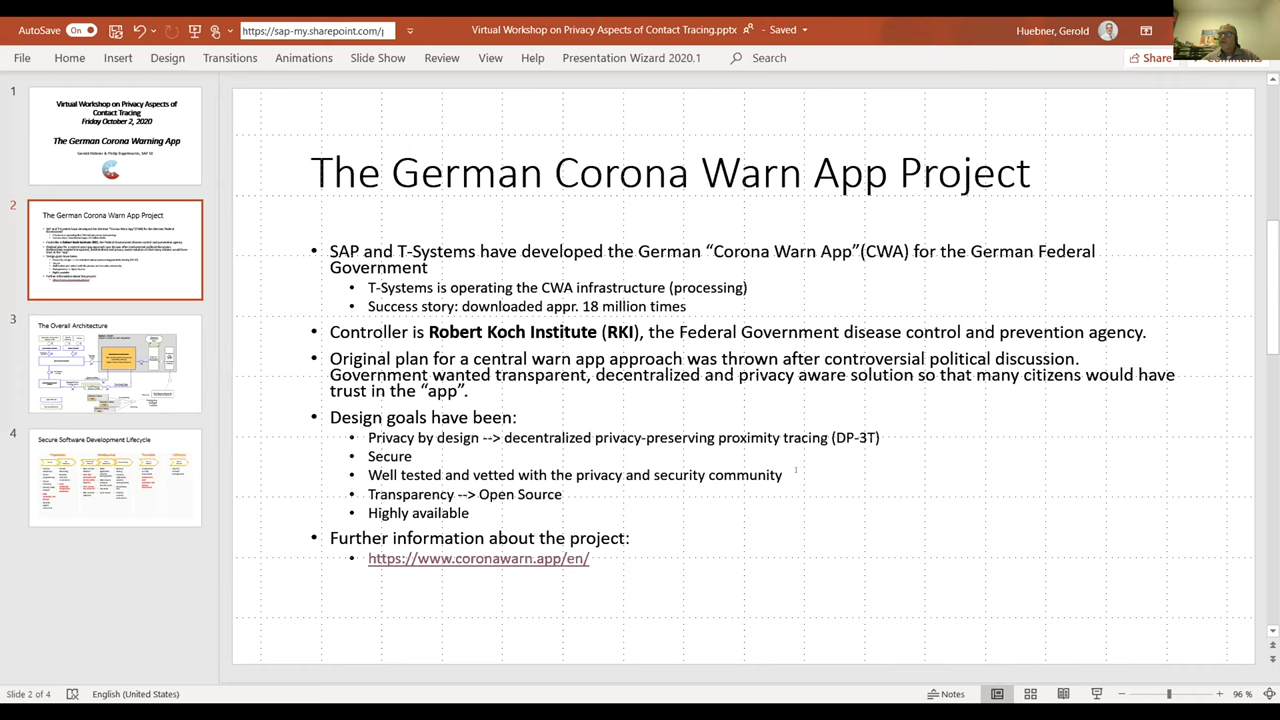 AutoSave On https://sap-my.sharepoint.com/p Virtual Workshop on Privacy Aspects of Contact Tracing.pptx - Saved Huebner, Gerold
File Home Insert Design Transitions Animations Slide Show Review View Help Presentation Wizard 2020.1 Search Share Comments
1
Virtual Workshop on Privacy Aspects of
Contact Tracing
Friday October 2, 2020
The German Corona Warning App
2
The German Corona Warn App Project
3
The Overall Architecture
4
Secure Software Development Lifecycle
The German Corona Warn App Project
• SAP and T-Systems have developed the German “Corona Warn App”(CWA) for the German Federal
Government
• T-Systems is operating the CWA infrastructure (processing)
• Success story: downloaded appr. 18 million times
• Controller is Robert Koch Institute (RKI), the Federal Government disease control and prevention agency.
• Original plan for a central warn app approach was thrown after controversial political discussion.
Government wanted transparent, decentralized and privacy aware solution so that many citizens would have
trust in the “app”.
• Design goals have been:
• Privacy by design --> decentralized privacy-preserving proximity tracing (DP-3T)
• Secure
• Well tested and vetted with the privacy and security community
• Transparency --> Open Source
• Highly available
• Further information about the project:
• https://www.coronawarn.app/en/
Slide 2 of 4 English (United States) Notes 96 %